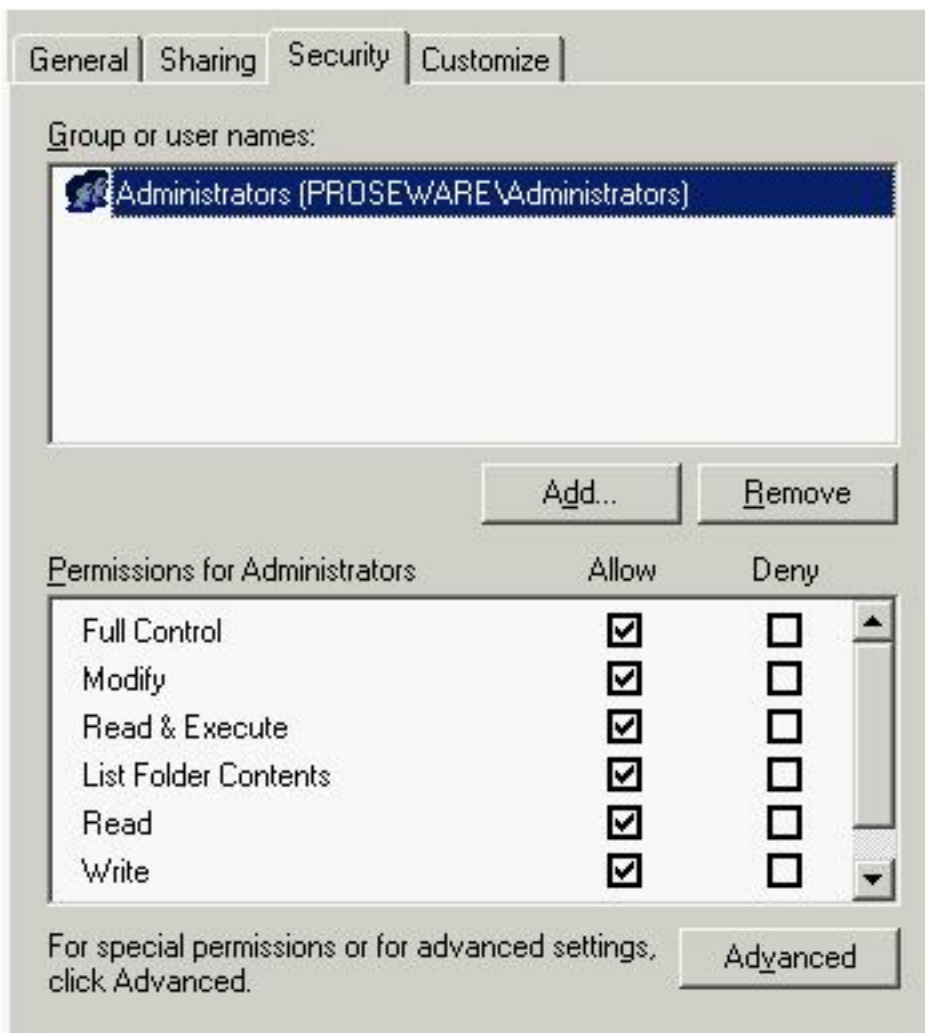 General Sharing Security Customize
Group or user names:
Administrators (PROSEWARE\Administrators)
Add... Remove
Permissions for Administrators Allow Deny
Full Control
Modify
Read & Execute
List Folder Contents
Read
Write
For special permissions or for advanced settings,
click Advanced.
Advanced